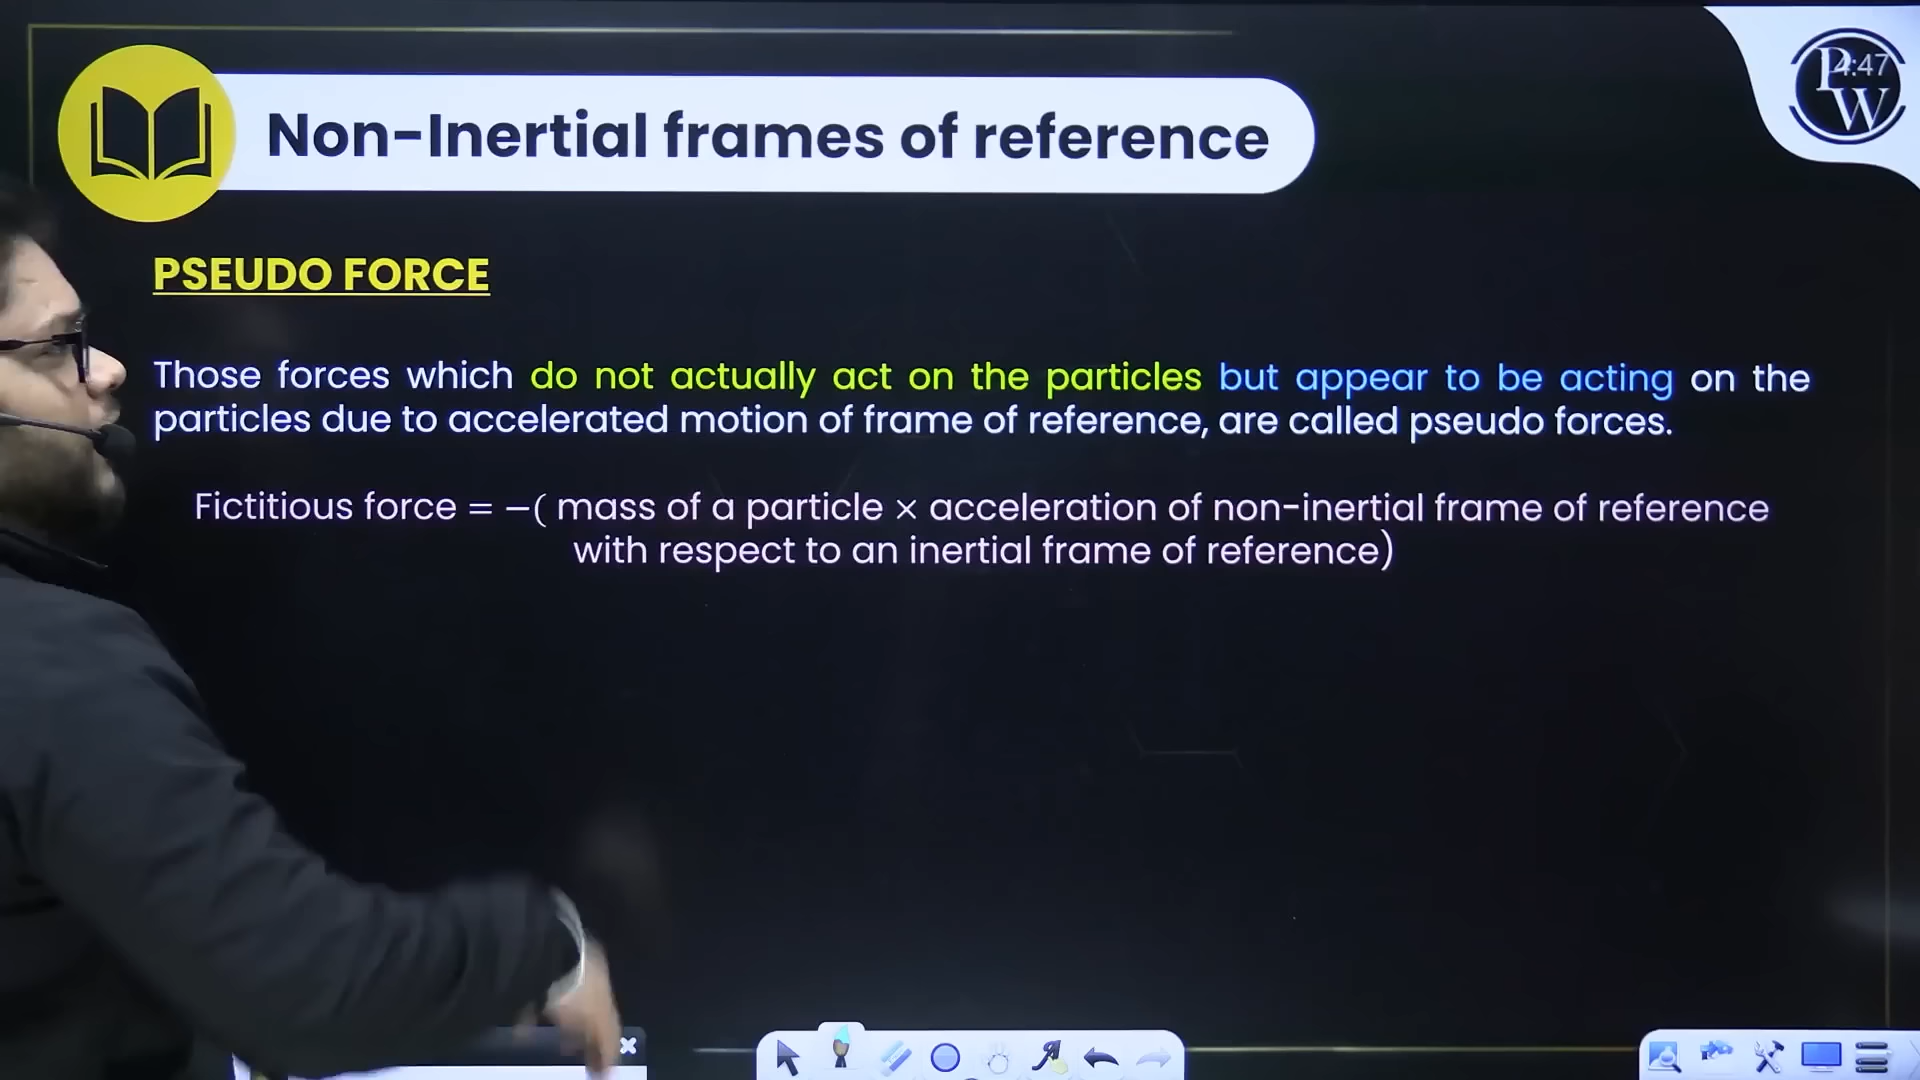 Non-Inertial frames of reference
PW
4:47
PSEUDO FORCE
Those forces which do not actually act on the particles but appear to be acting on the
particles due to accelerated motion of frame of reference, are called pseudo forces.
Fictitious force = −( mass of a particle × acceleration of non-inertial frame of reference
with respect to an inertial frame of reference)